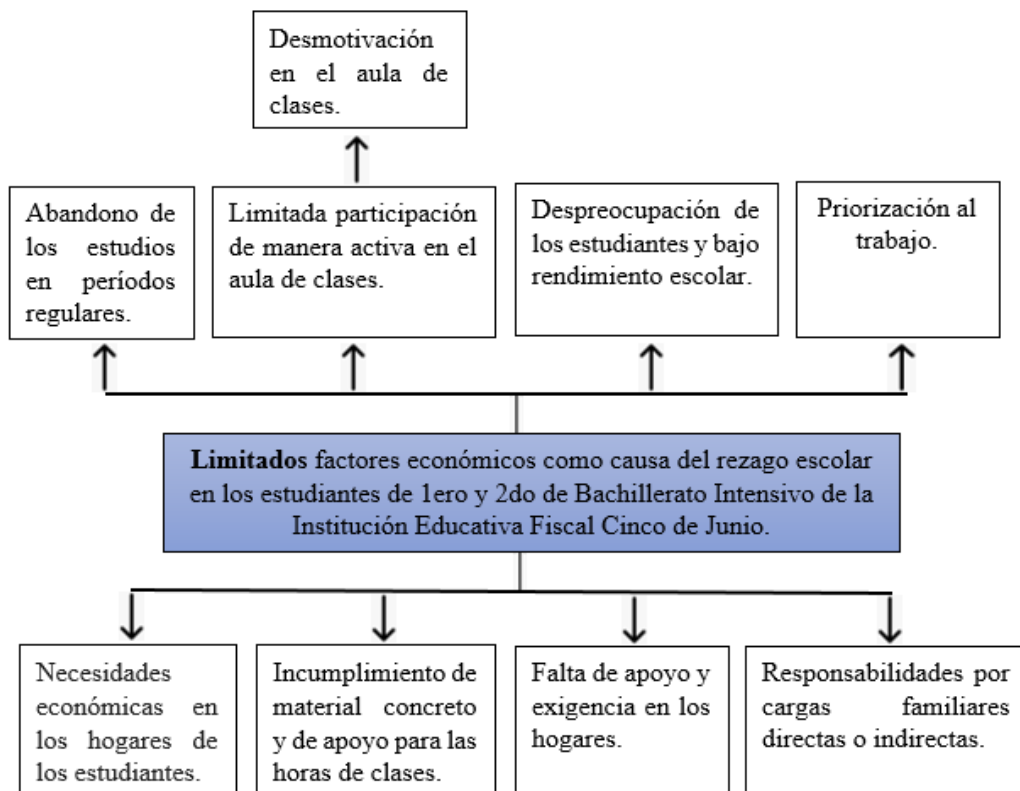 Desmotivación
en el aula de
clases.
Abandono de
los estudios
en períodos
regulares.
Limitada participación
de manera activa en el
aula de clases.
Despreocupación de
los estudiantes y bajo
rendimiento escolar.
Priorización al
trabajo.
Limitados factores económicos como causa del rezago escolar
en los estudiantes de 1ero y 2do de Bachillerato Intensivo de la
Institución Educativa Fiscal Cinco de Junio.
Necesidades
económicas en
los hogares de
los estudiantes.
Incumplimiento de
material concreto
y de apoyo para las
horas de clases.
Falta de apoyo y
exigencia en los
hogares.
Responsabilidades por
cargas familiares
directas o indirectas.